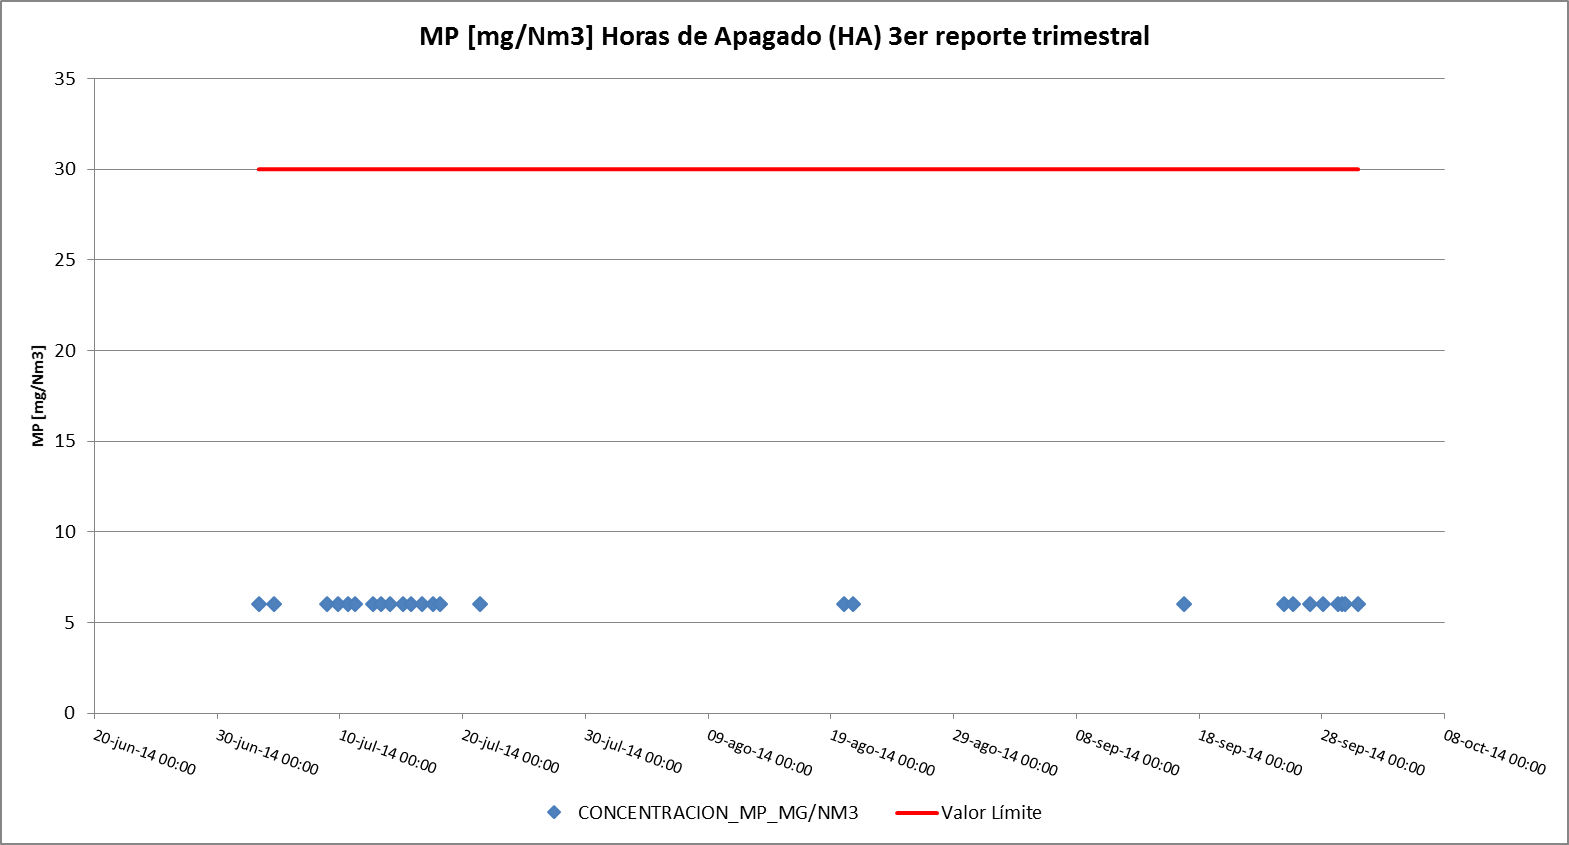 MP [mg/Nm3] Horas de Apagado (HA) 3er reporte trimestral
35
30
25
20
15
10
5
0
MP [mg/Nm3]
20-jun-14 00:00
30-jun-14 00:00
10-jul-14 00:00
20-jul-14 00:00
30-jul-14 00:00
09-ago-14 00:00
19-ago-14 00:00
29-ago-14 00:00
08-sep-14 00:00
18-sep-14 00:00
28-sep-14 00:00
08-oct-14 00:00
CONCENTRACION_MP_MG/NM3
Valor Límite